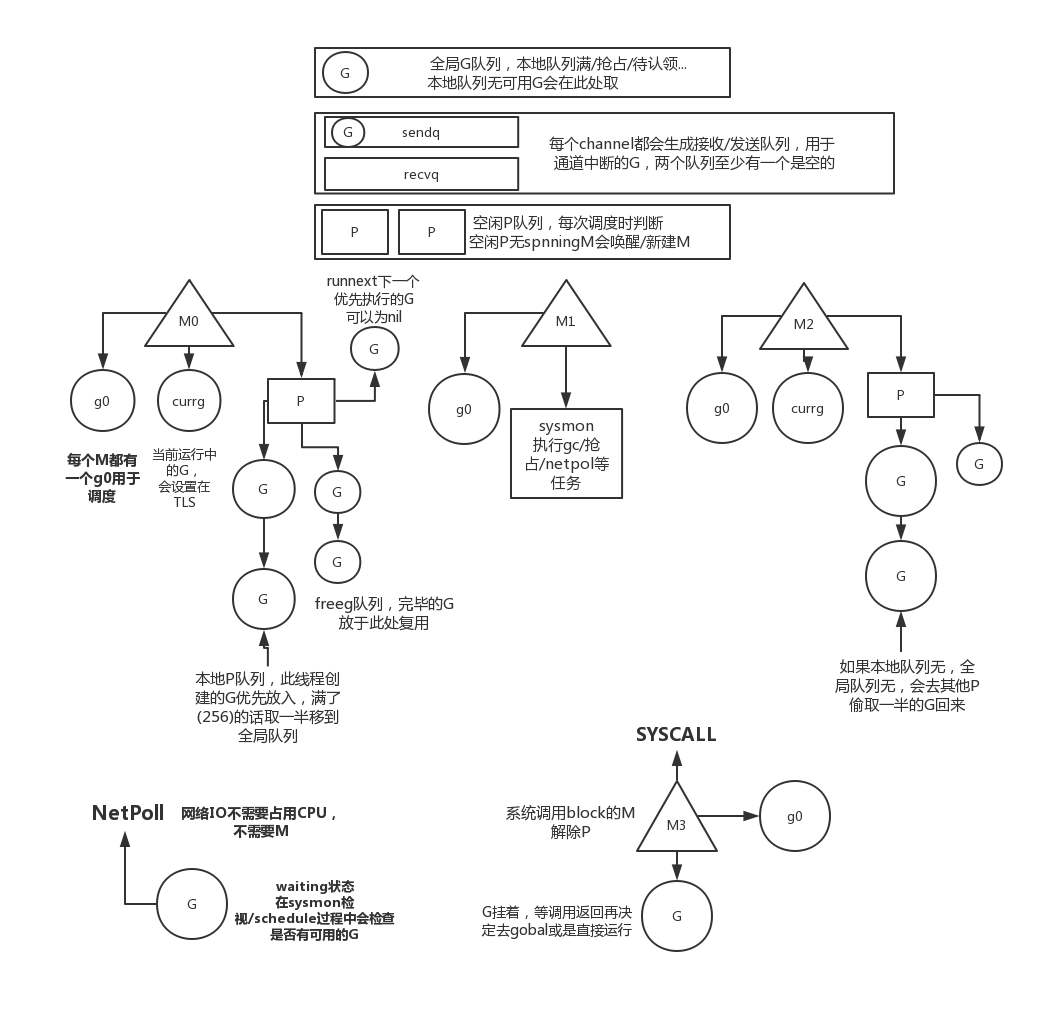 G
全局G队列，本地队列满/抢占/待认领...
本地队列无可用G会在此处取
G
sendq
recvq
每个channel都会生成接收/发送队列，用于
通道中断的G，两个队列至少有一个是空的
P
P
空闲P队列，每次调度时判断
空闲P无spnningM会唤醒/新建M
runnext下一个
优先执行的G
可以为nil
G
M0
g0
currg
P
每个M都有
一个g0用于
调度
当前运行中
的G，
会设置在
TLS
G
G
G
G
freeg队列，完毕的G
放于此处复用
本地P队列，此线程创
建的G优先放入，满了
(256)的话取一半移到
全局队列
M1
g0
sysmon
执行gc/抢
占/netpol等
任务
M2
g0
currg
P
G
G
G
如果本地队列无，全
局队列无，会去其他P
偷取一半的G回来
SYSCALL
系统调用block的M
解除P
M3
g0
G挂着，等调用返回再决
定去gobal或是直接运行
G
NetPoll
网络IO不需要占用CPU，
不需要M
G
waiting状态
在sysmon检
视/schedule过程中会检查
是否有可用的G